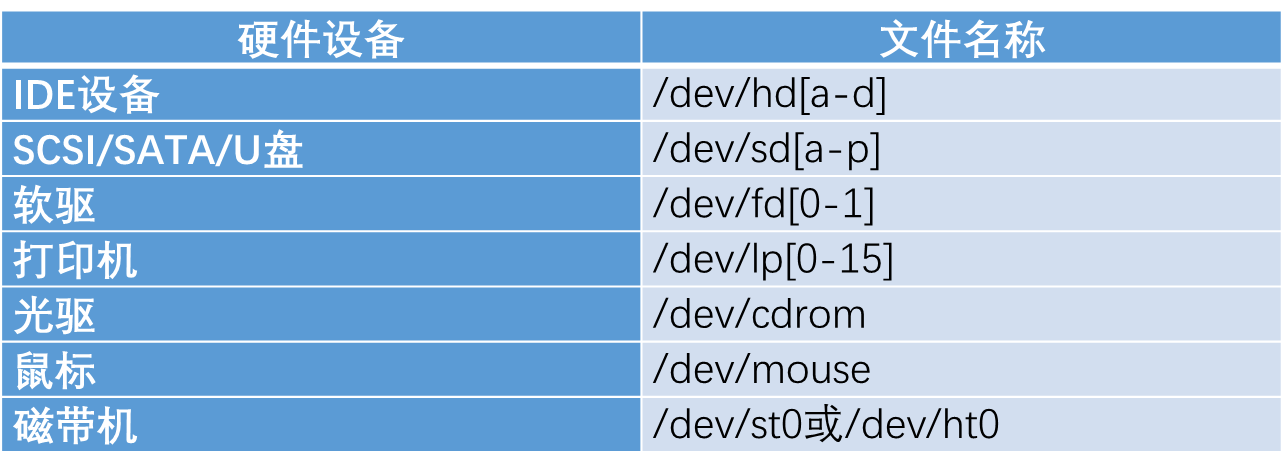 硬件设备 文件名称
IDE设备 /dev/hd[a-d]
SCSI/SATA/U盘 /dev/sd[a-p]
软驱 /dev/fd[0-1]
打印机 /dev/lp[0-15]
光驱 /dev/cdrom
鼠标 /dev/mouse
磁带机 /dev/st0或/dev/ht0